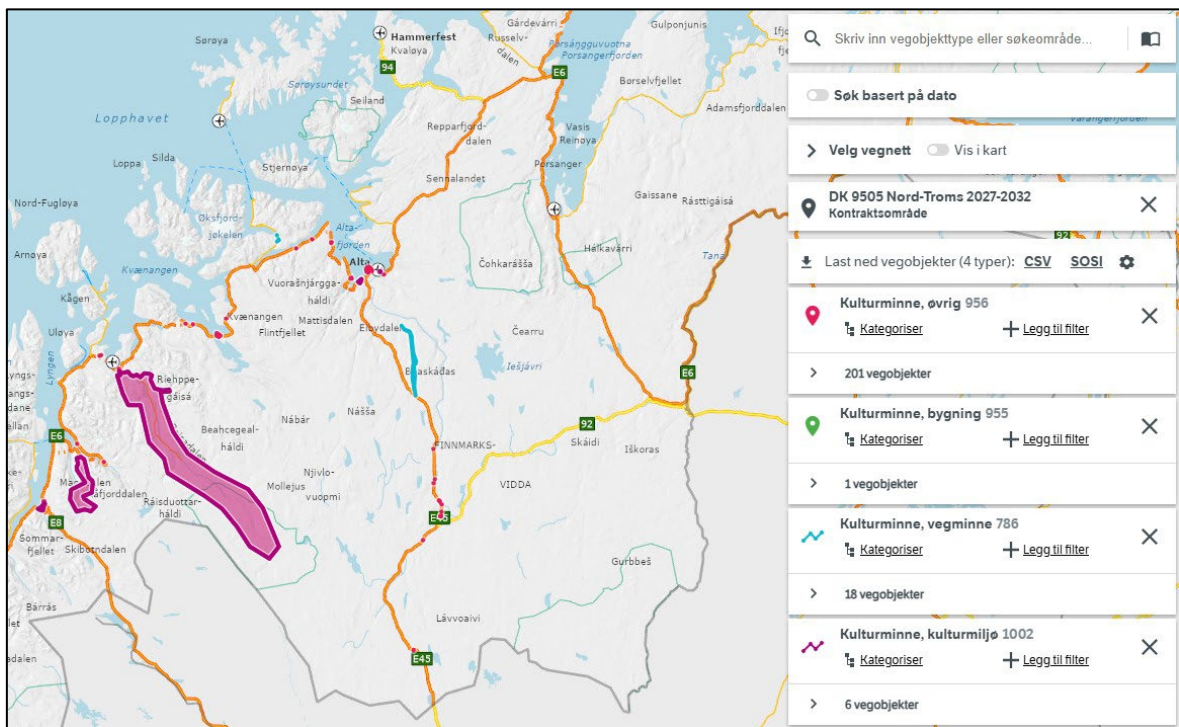 Hammerfest
Kvaløya
94
Gårdevárri
Russelv-
dalen
Porsáŋgguvuotna
Porsangerfjorden
Gulponjunis
E6
Børselvfjellet
Adamsfjorddalen
Sørøya
Sørøysundet
Seiland
Lopphavet
Loppa
Silda
Stjernøya
Repparfjord-
dalen
Vasis
Reinøya
Porsanger
Sennalandet
Gaissane
Rásttigáisá
Nord-Fugløya
Øksfjord-
jøkelen
Alta-
fjorden
Alta
Arnøya
Kvænangen
Vuorašnjárgga-
háldi
Čohkarášša
Hálkavárri
Tana
Kågen
Kvænangen
Flintfjellet
Mattisdalen
Eibydalen
Čearru
Uløya
Lyngen
Riehppe-
gáisá
Beaskádas
Iešjávri
E6
Nábár
Nášša
Beahcegeal-
háldi
92
Skáidi
FINNMARKS-
VIDDA
Iškoras
E6
Njivlo-
vuopmi
Mollejus
Ráisduottar-
háldi
E8
Sommar-
fjellet
Skibotndalen
E45
Gurbbeš
Bárrás
Lávvoaivi
E45
Skriv inn vegobjekttype eller søkeområde...
Søk basert på dato
Varangerfjorden
Velg vegnett
Vis i kart
DK 9505 Nord-Troms 2027-2032
Kontraktsområde
92
Last ned vegobjekter (4 typer): CSV SOSI
Kulturminne, øvrig 956
Kategoriser
Legg til filter
201 vegobjekter
Kulturminne, bygning 955
Kategoriser
Legg til filter
1 vegobjekter
Kulturminne, vegminne 786
Kategoriser
Legg til filter
18 vegobjekter
Kulturminne, kulturmiljø 1002
Kategoriser
Legg til filter
6 vegobjekter